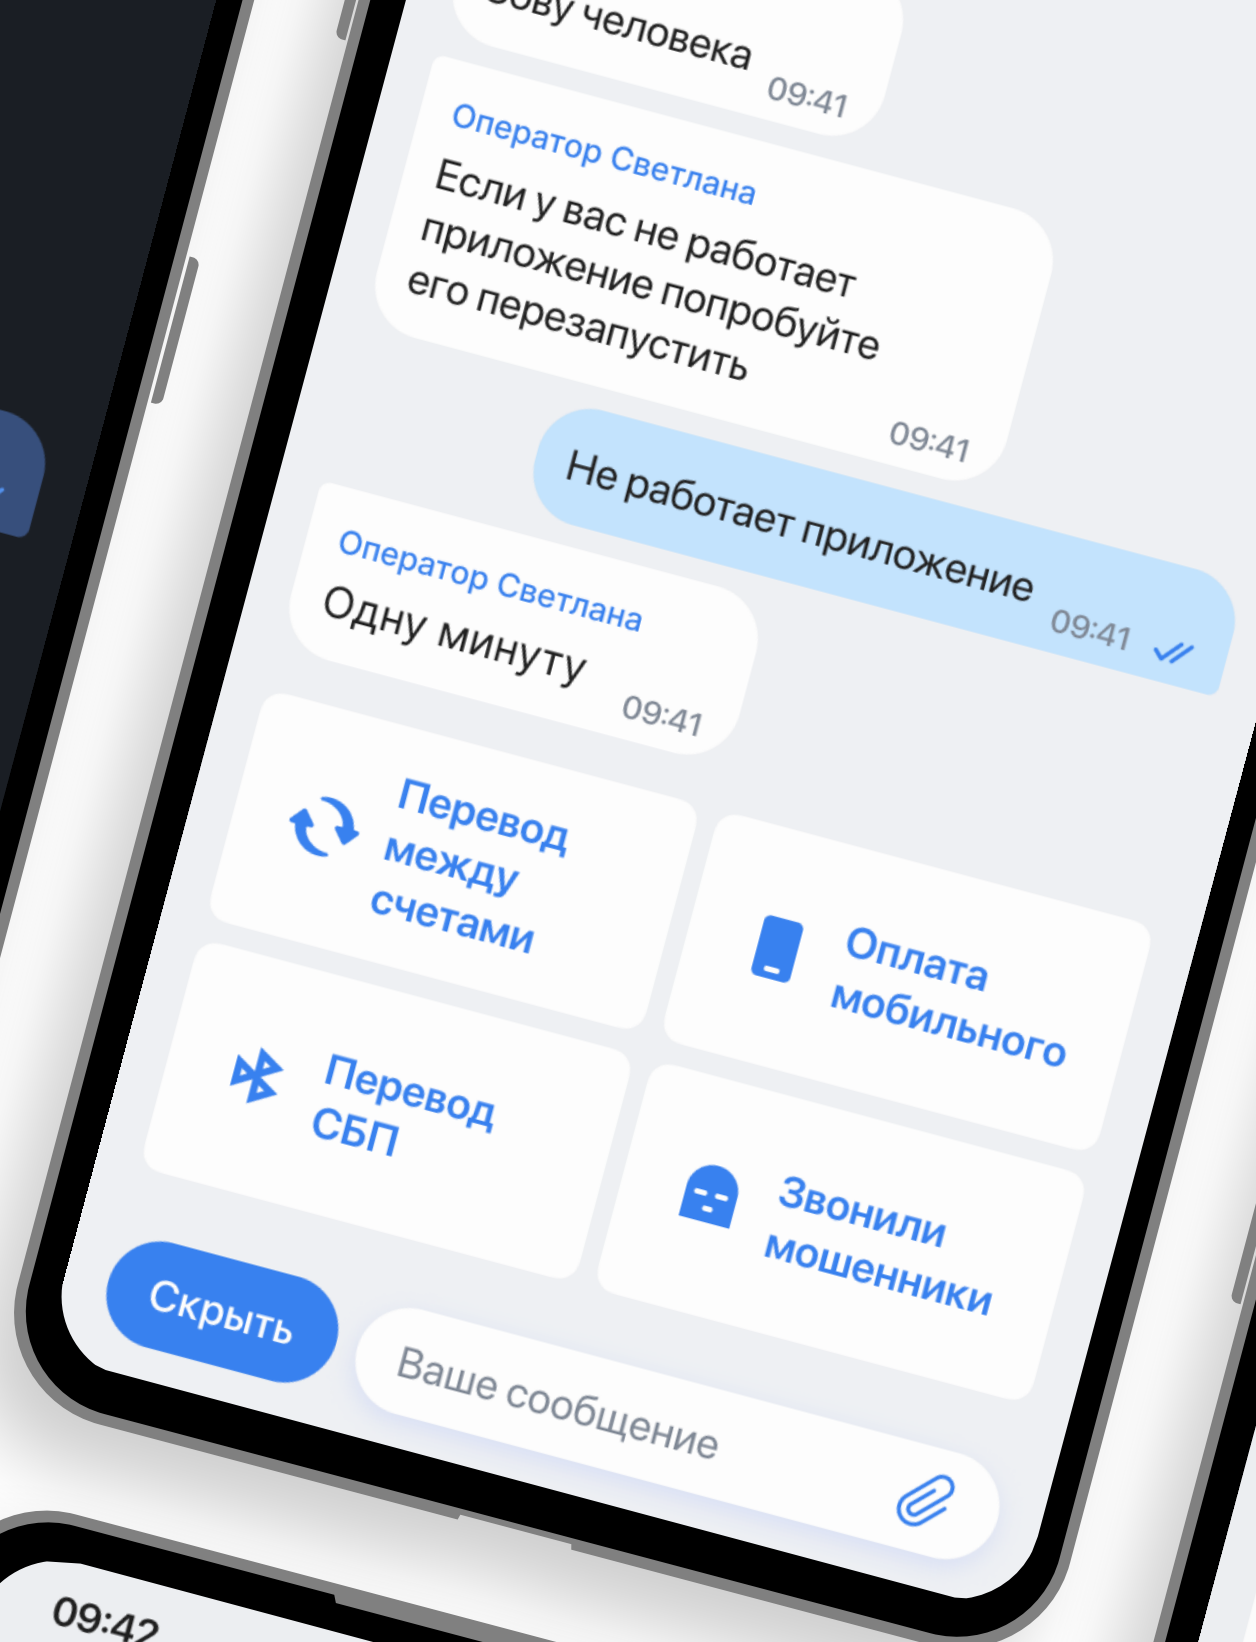 Зову человека
09:41
Оператор Светлана
Если у вас не работает
приложение попробуйте
его перезапустить
09:41
Не работает приложение
09:41
Оператор Светлана
Одну минуту
09:41
Перевод
между
счетами
Оплата
мобильного
Перевод
СБП
Звонили
мошенники
Скрыть
Ваше сообщение
09:42